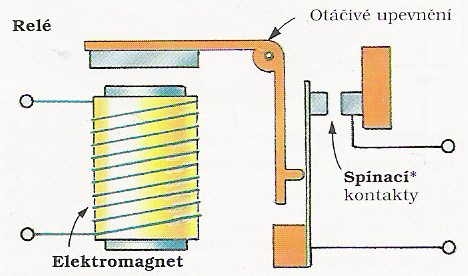 Relé
Otáčivé upevnění
Spínací*
kontakty
Elektromagnet